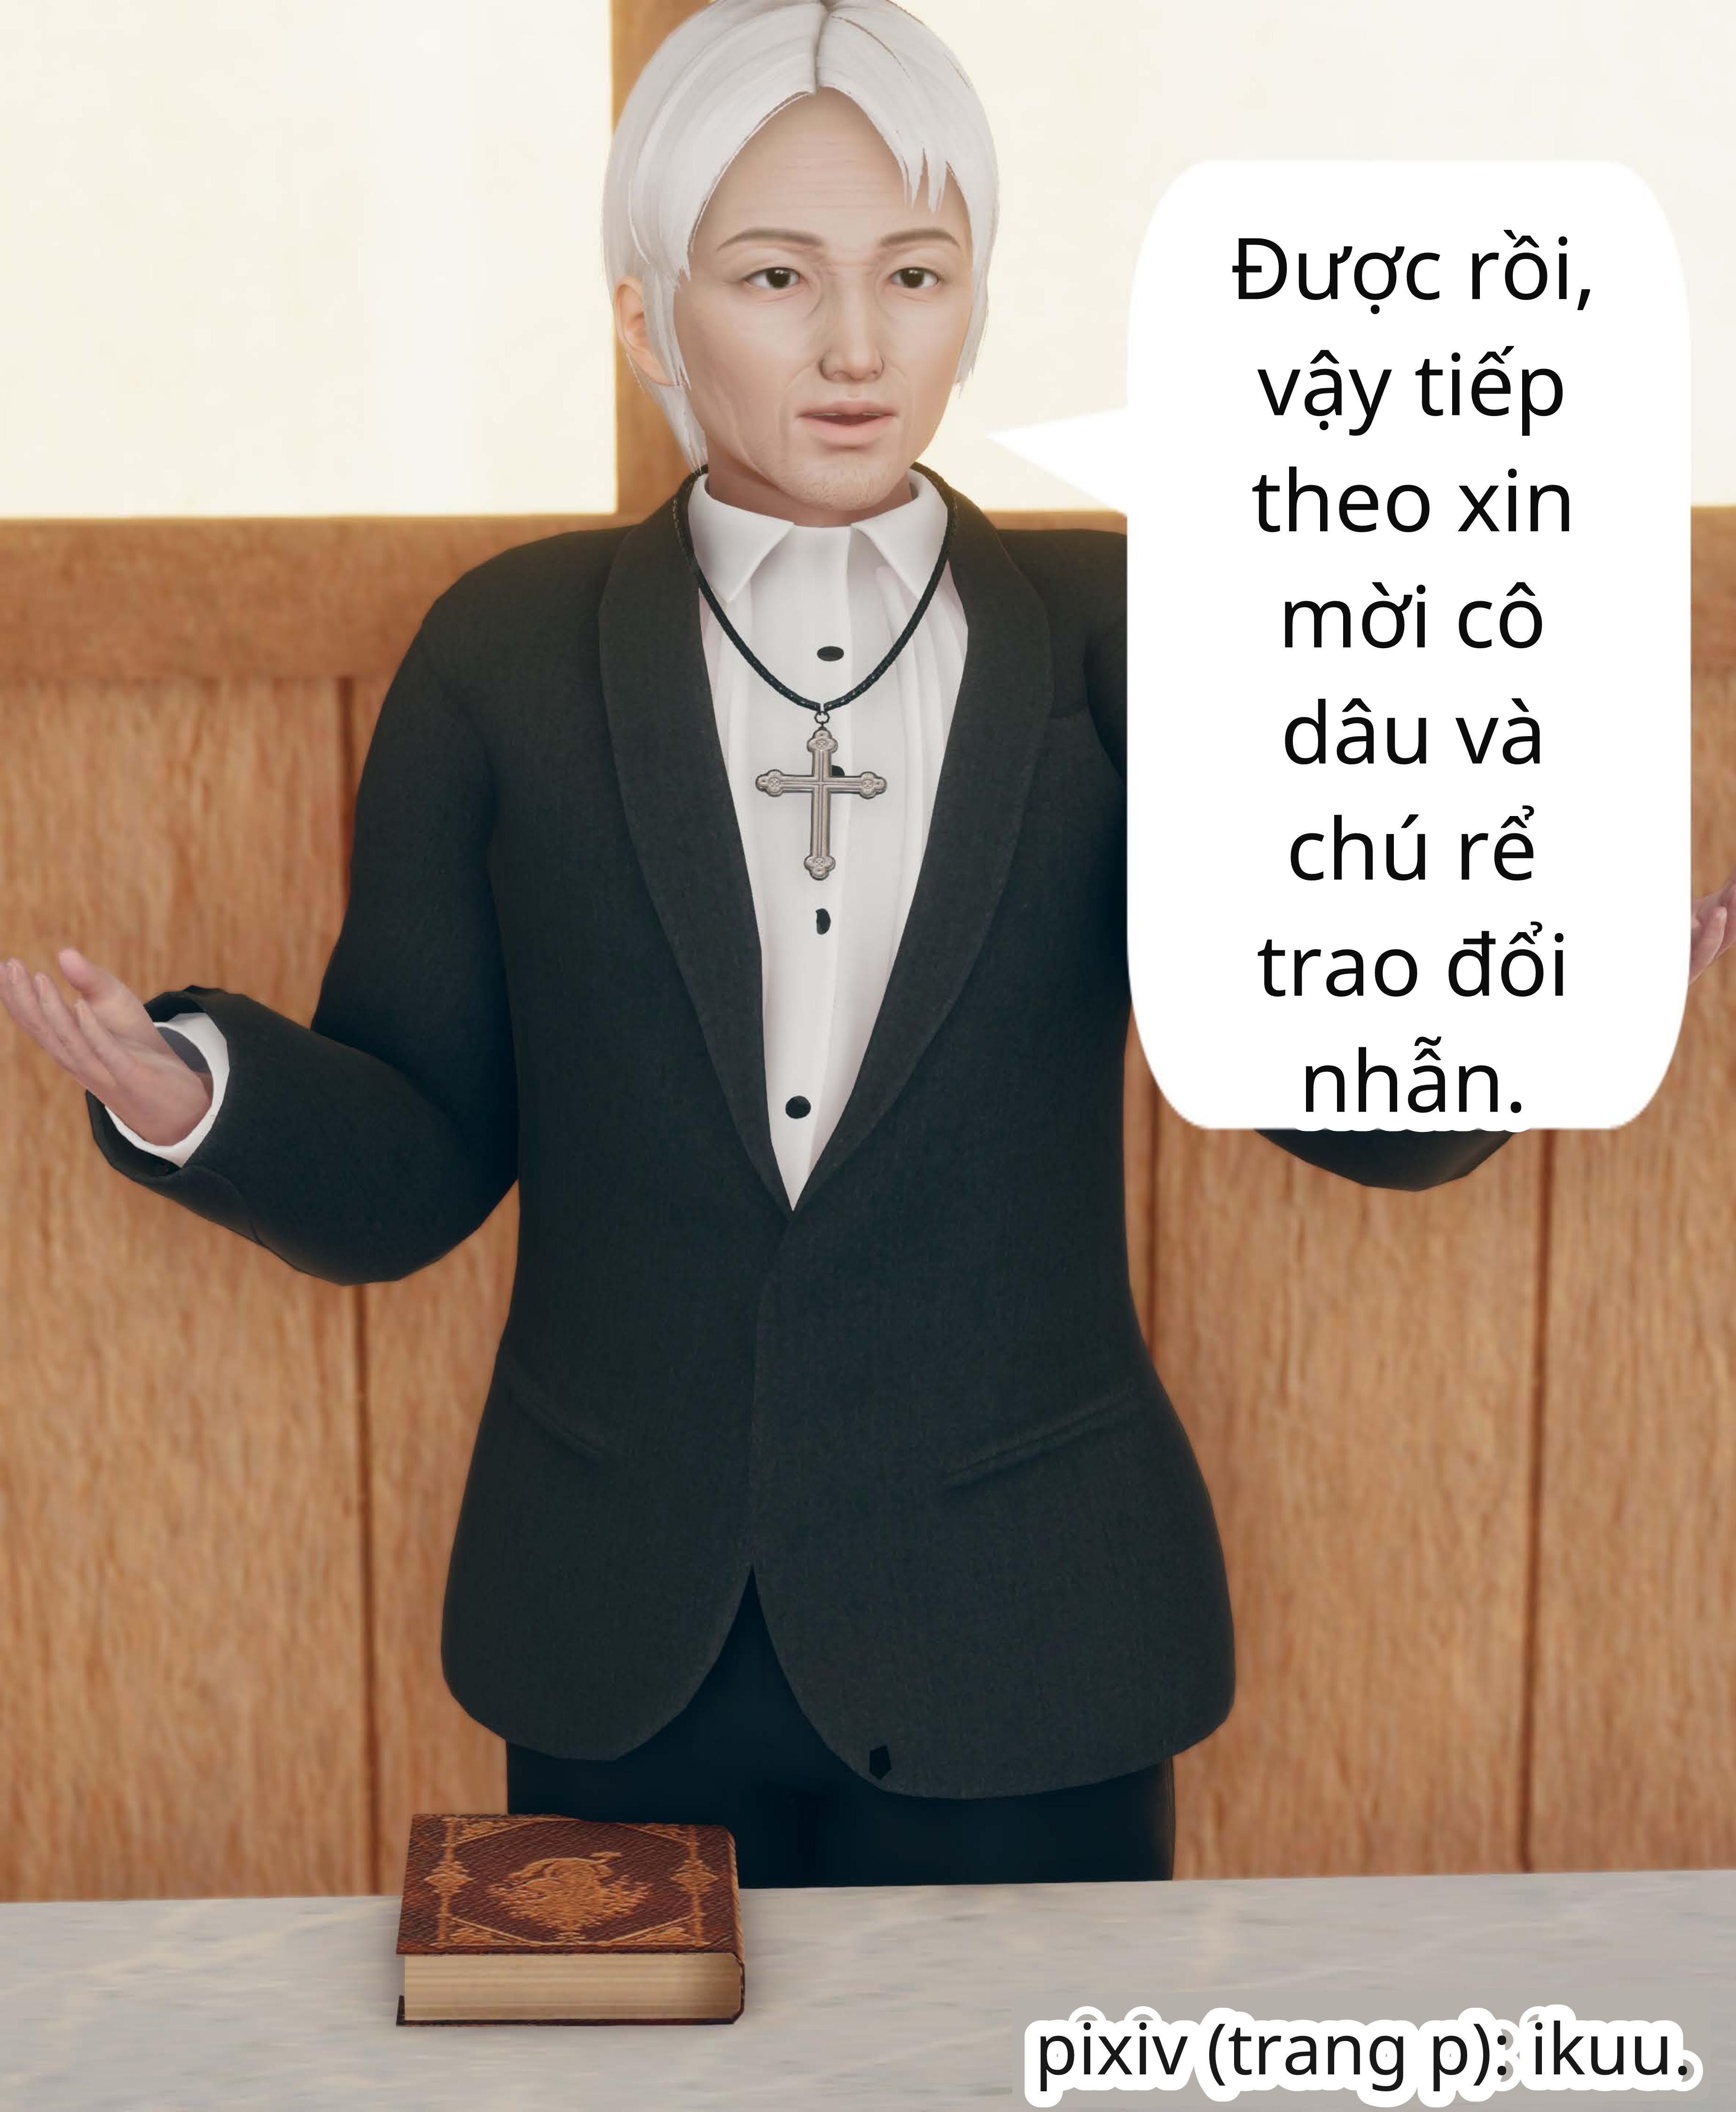 Được rồi,
vậy tiếp
theo xin
mời cô
dâu và
chú rể
trao đổi
nhẫn.
pixiv (trang p): ikuu.